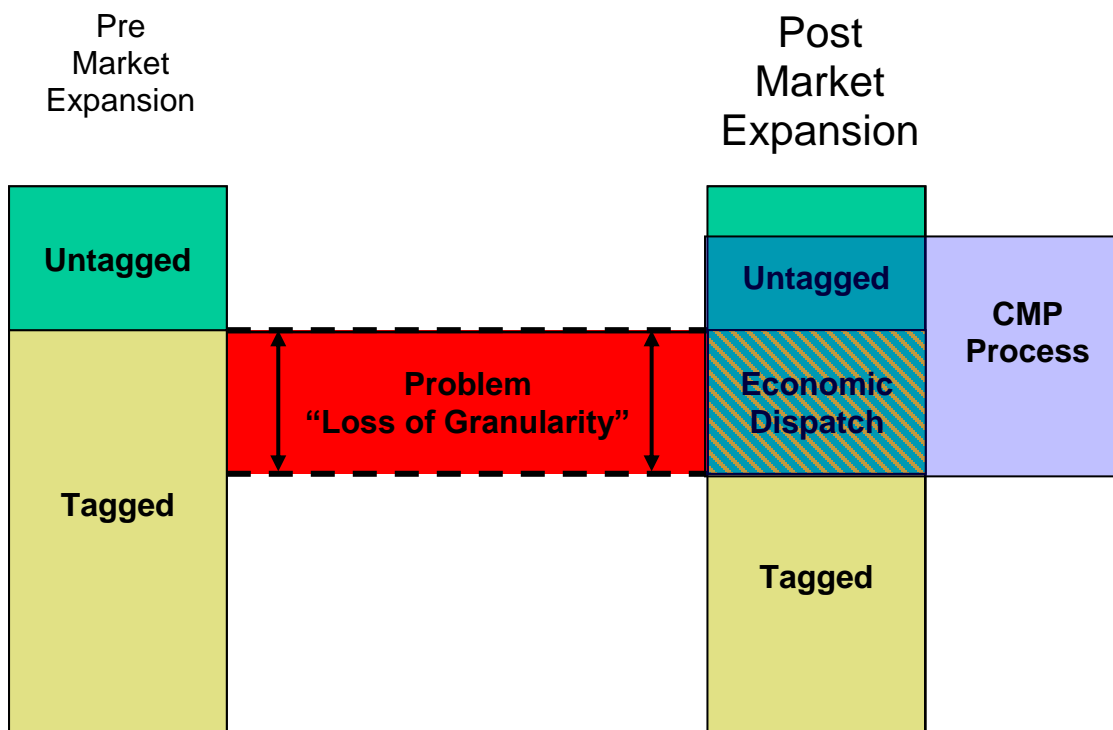 Pre
Market
Expansion
Post
Market
Expansion
Untagged
Untagged
CMP
Process
Problem
“Loss of Granularity”
Economic
Dispatch
Tagged
Tagged